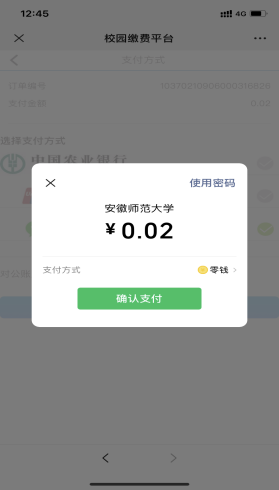 12:45
4G
校园缴费平台
支付方式
订单编号
支付金额
0.02
选择支付方式
中国农业银行
使用密码
安徽师范大学
¥ 0.02
支付方式
零钱
确认支付